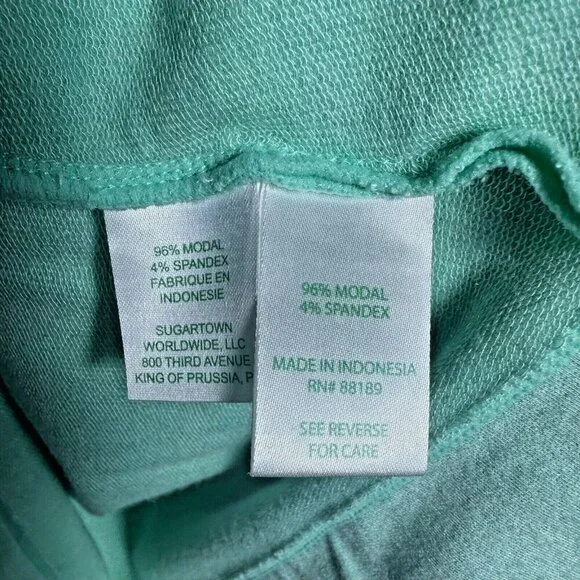 96% MODAL
4% SPANDEX
FABRIQUE EN
INDONESIE
SUGARTOWN
WORLDWIDE, LLC
800 THIRD AVENUE
KING OF PRUSSIA, P
96% MODAL
4% SPANDEX
MADE IN INDONESIA
RN# 88189
SEE REVERSE
FOR CARE